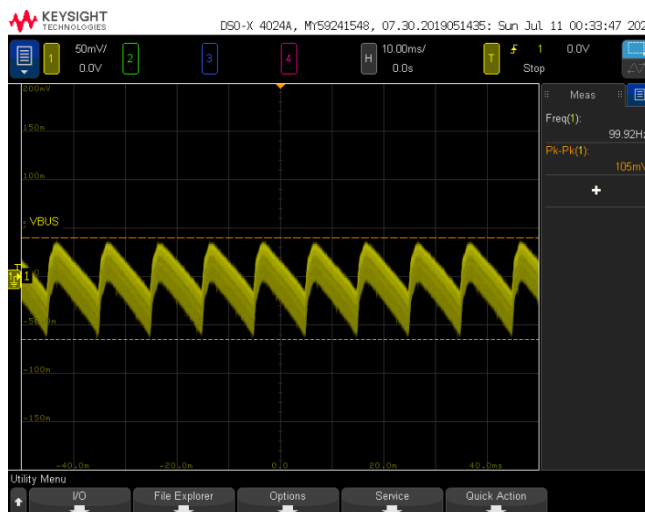 KEYSIGHT
TECHNOLOGIES
DSO-X 4024A, MY59241548, 07.30.2019051435: Sun Jul 11 00:33:47 202
1 50mV/ 0.0V
2
3
4
H 10.00ms/ 0.0s
T 1 0.0V
Stop
200mV
150m
100m
VBUS
1
-50.0m
-100m
-150m
-40.0m -20.0m 0.0 20.0m 40.0ms
Meas
Freq(1):
99.92Hz
Pk-Pk(1):
105mV
+
Utility Menu
I/O File Explorer Options Service Quick Action